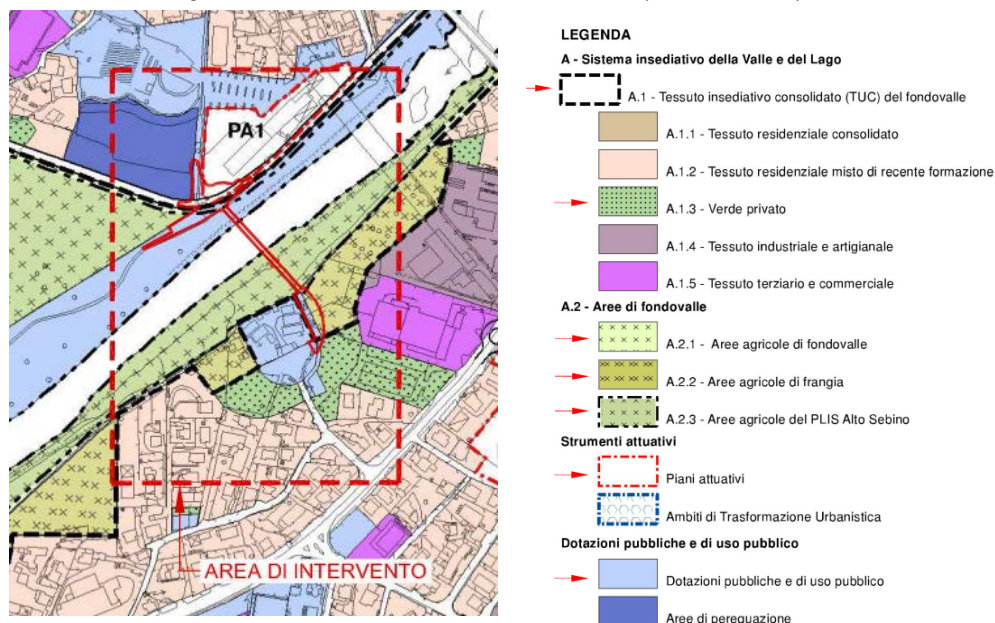 PA1
AREA DI INTERVENTO
LEGENDA
A - Sistema insediativo della Valle e del Lago
A.1 - Tessuto insediativo consolidato (TUC) del fondovalle
A.1.1 - Tessuto residenziale consolidato
A.1.2 - Tessuto residenziale misto di recente formazione
A.1.3 - Verde privato
A.1.4 - Tessuto industriale e artigianale
A.1.5 - Tessuto terziario e commerciale
A.2 - Aree di fondovalle
A.2.1 - Aree agricole di fondovalle
A.2.2 - Aree agricole di frangia
A.2.3 - Aree agricole del PLIS Alto Sebino
Strumenti attuativi
Piani attuativi
Ambiti di Trasformazione Urbanistica
Dotazioni pubbliche e di uso pubblico
Dotazioni pubbliche e di uso pubblico
Aree di perequazione